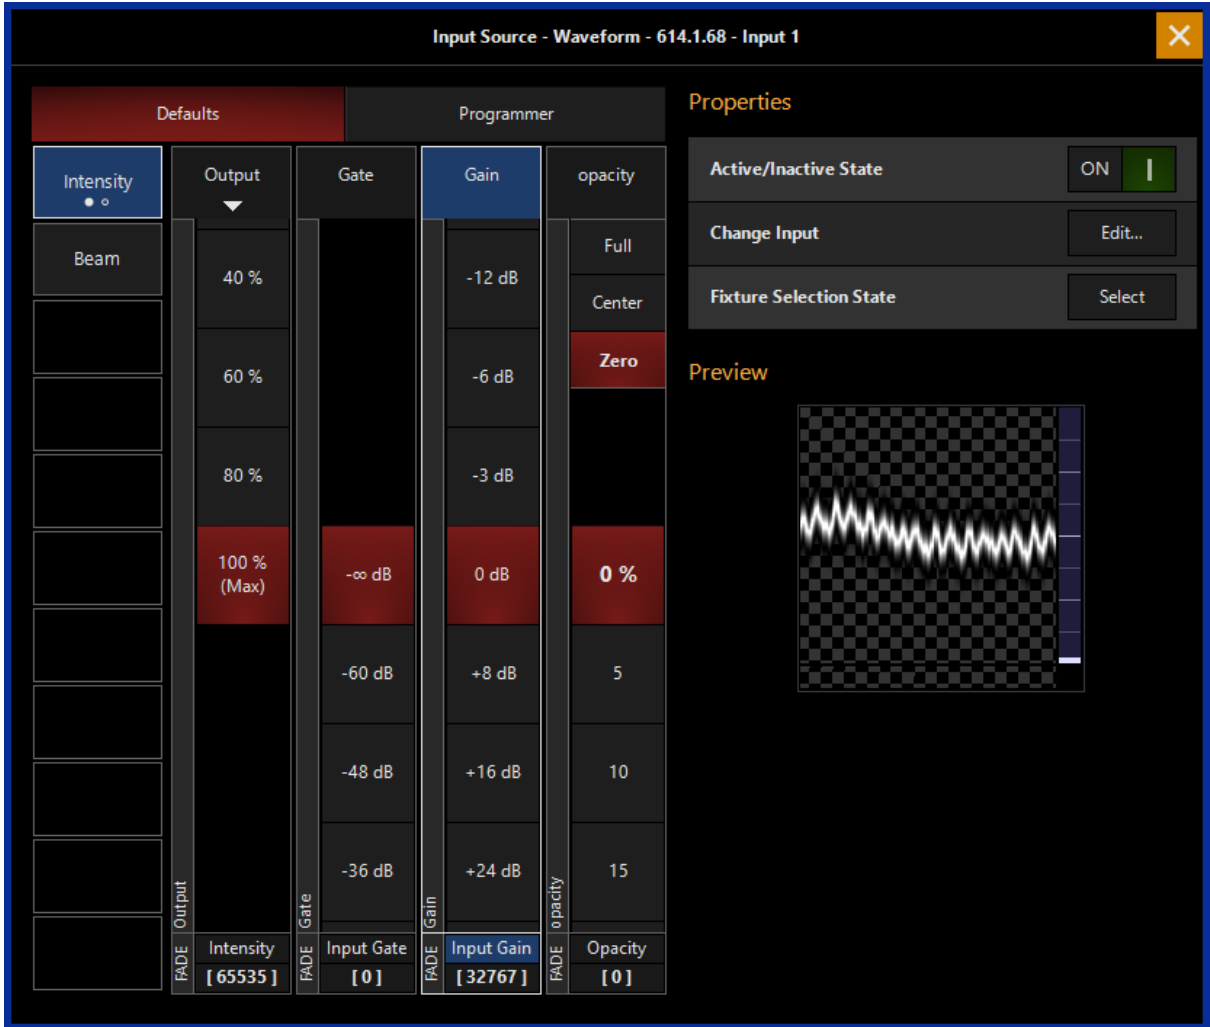 Input Source - Waveform - 614.1.68 - Input 1
Defaults
Programmer
Intensity
Beam
Output
40 %
60 %
80 %
100 %
(Max)
Output
FADE
Intensity
[ 65535 ]
Gate
-∞ dB
-60 dB
-48 dB
-36 dB
Gate
FADE
Input Gate
[ 0 ]
Gain
-12 dB
-6 dB
-3 dB
0 dB
+8 dB
+16 dB
+24 dB
Gain
FADE
Input Gain
[ 32767 ]
opacity
Full
Center
Zero
0 %
5
10
15
opacity
FADE
Opacity
[ 0 ]
Properties
Active/Inactive State
ON
Change Input
Edit...
Fixture Selection State
Select
Preview